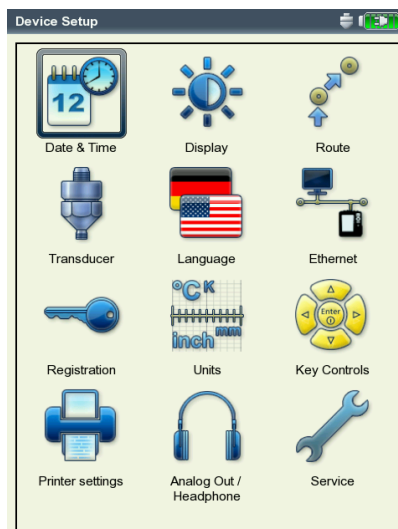 Device Setup
12
Date & Time
Display
Route
Transducer
Language
Ethernet
°C K
inch mm
Enter
Registration
Units
Key Controls
Printer settings
Analog Out /
Headphone
Service